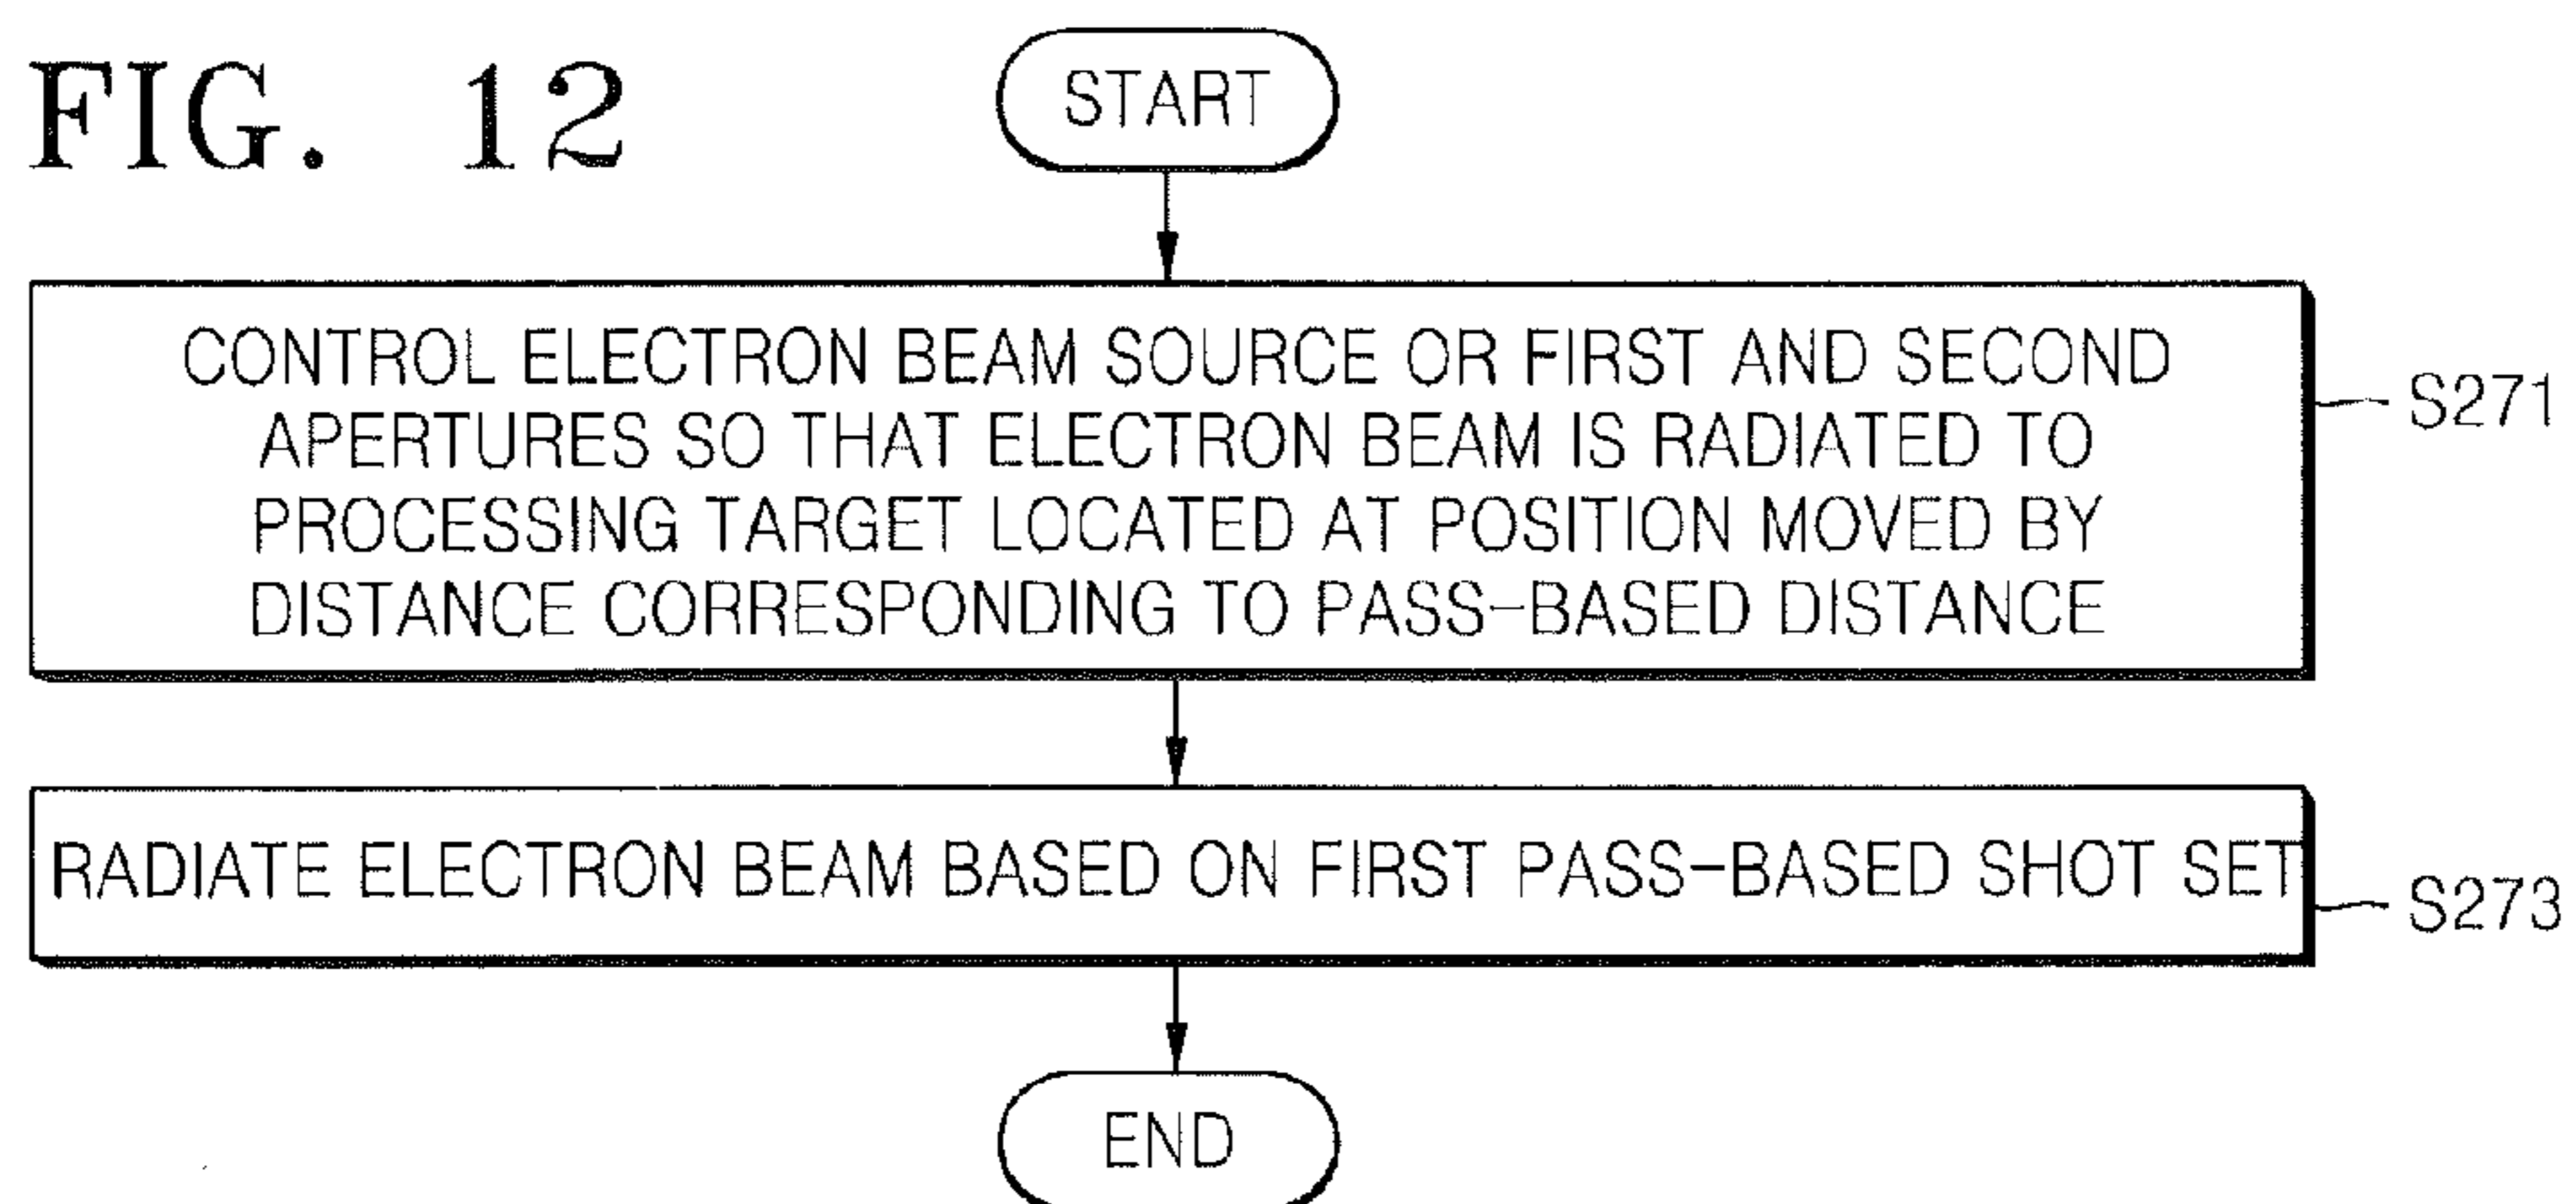 FIG. 12
START
CONTROL ELECTRON BEAM SOURCE OR FIRST AND SECOND
APERTURES SO THAT ELECTRON BEAM IS RADIATED TO
PROCESSING TARGET LOCATED AT POSITION MOVED BY
DISTANCE CORRESPONDING TO PASS-BASED DISTANCE
S271
RADIATE ELECTRON BEAM BASED ON FIRST PASS-BASED SHOT SET
S273
END